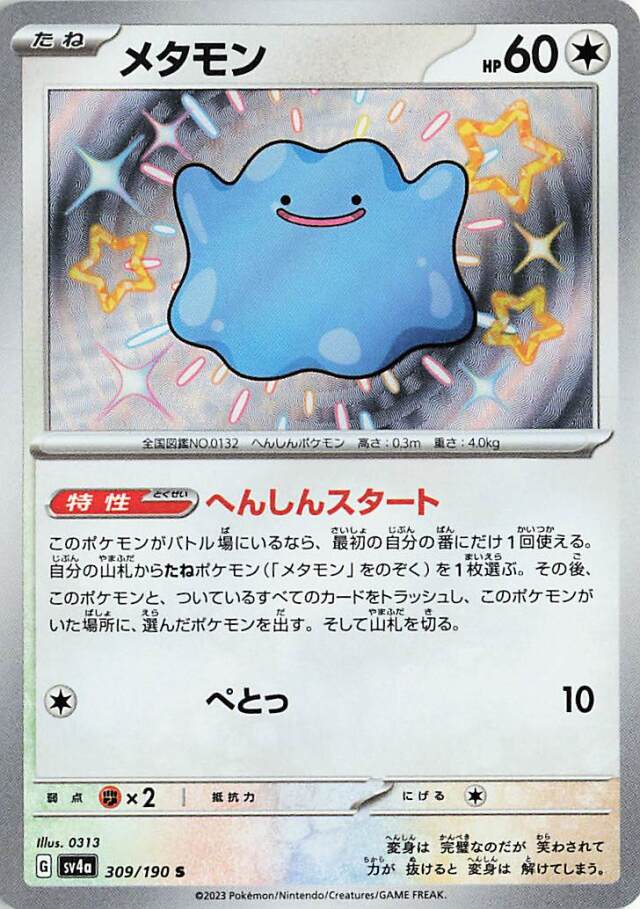 たね メタモン HP60
全国図鑑NO.0132 へんしんポケモン 高さ:0.3m 重さ:4.0kg
特性 とくせい へんしんスタート
このポケモンがバトル場にいるなら、最初の自分の番にだけ1回使える。
自分の山札からたねポケモン(「メタモン」をのぞく)を1枚選ぶ。その後、
このポケモンと、ついているすべてのカードをトラッシュし、このポケモンが
いた場所に、選んだポケモンを出す。そして山札を切る。
ぺとっ 10
弱点 ×2 抵抗力 にげる
Illus. 0313
変身は 完璧なのだが 笑わされて
力が 抜けると 変身は 解けてしまう。
G sv4a 309/190 S
©2023 Pokémon/Nintendo/Creatures/GAME FREAK.